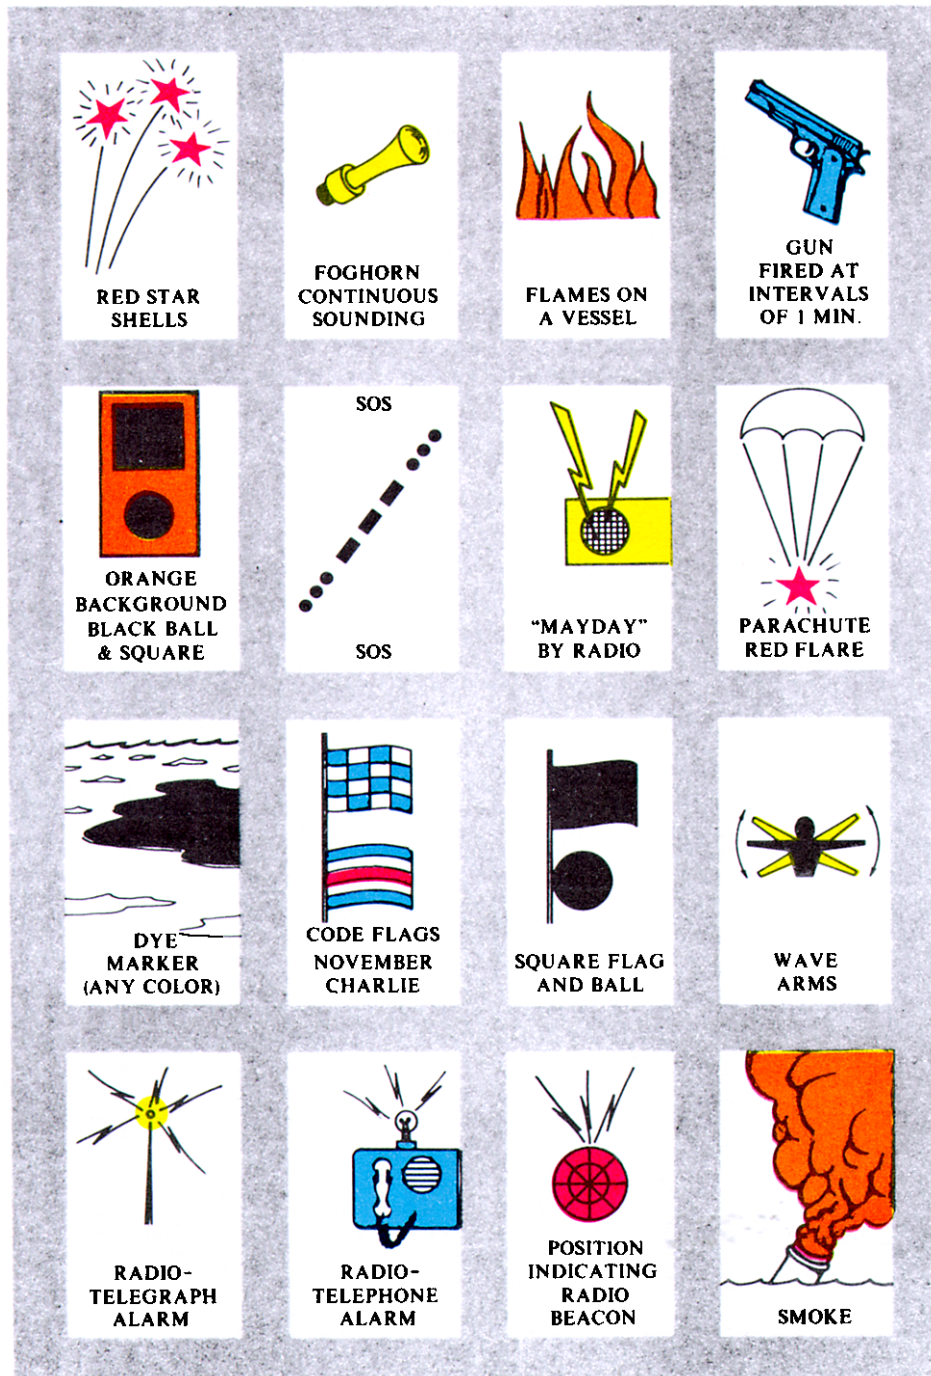 RED STAR
SHELLS
FOGHORN
CONTINUOUS
SOUNDING
FLAMES ON
A VESSEL
GUN
FIRED AT
INTERVALS
OF 1 MIN.
ORANGE
BACKGROUND
BLACK BALL
& SQUARE
SOS
SOS
"MAYDAY"
BY RADIO
PARACHUTE
RED FLARE
DYE
MARKER
(ANY COLOR)
CODE FLAGS
NOVEMBER
CHARLIE
SQUARE FLAG
AND BALL
WAVE
ARMS
RADIO-
TELEGRAPH
ALARM
RADIO-
TELEPHONE
ALARM
POSITION
INDICATING
RADIO
BEACON
SMOKE